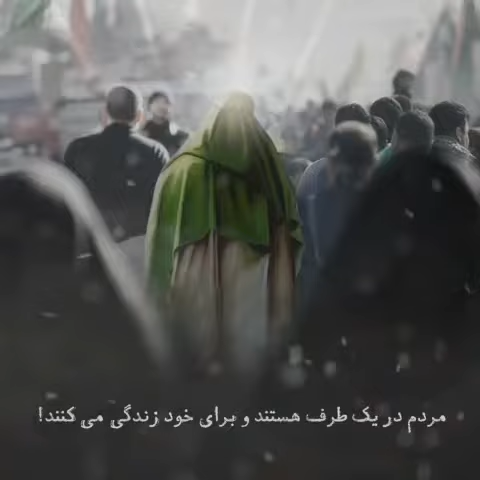 مردم در یک طرف هستند و برای خود زندگی می کنند!